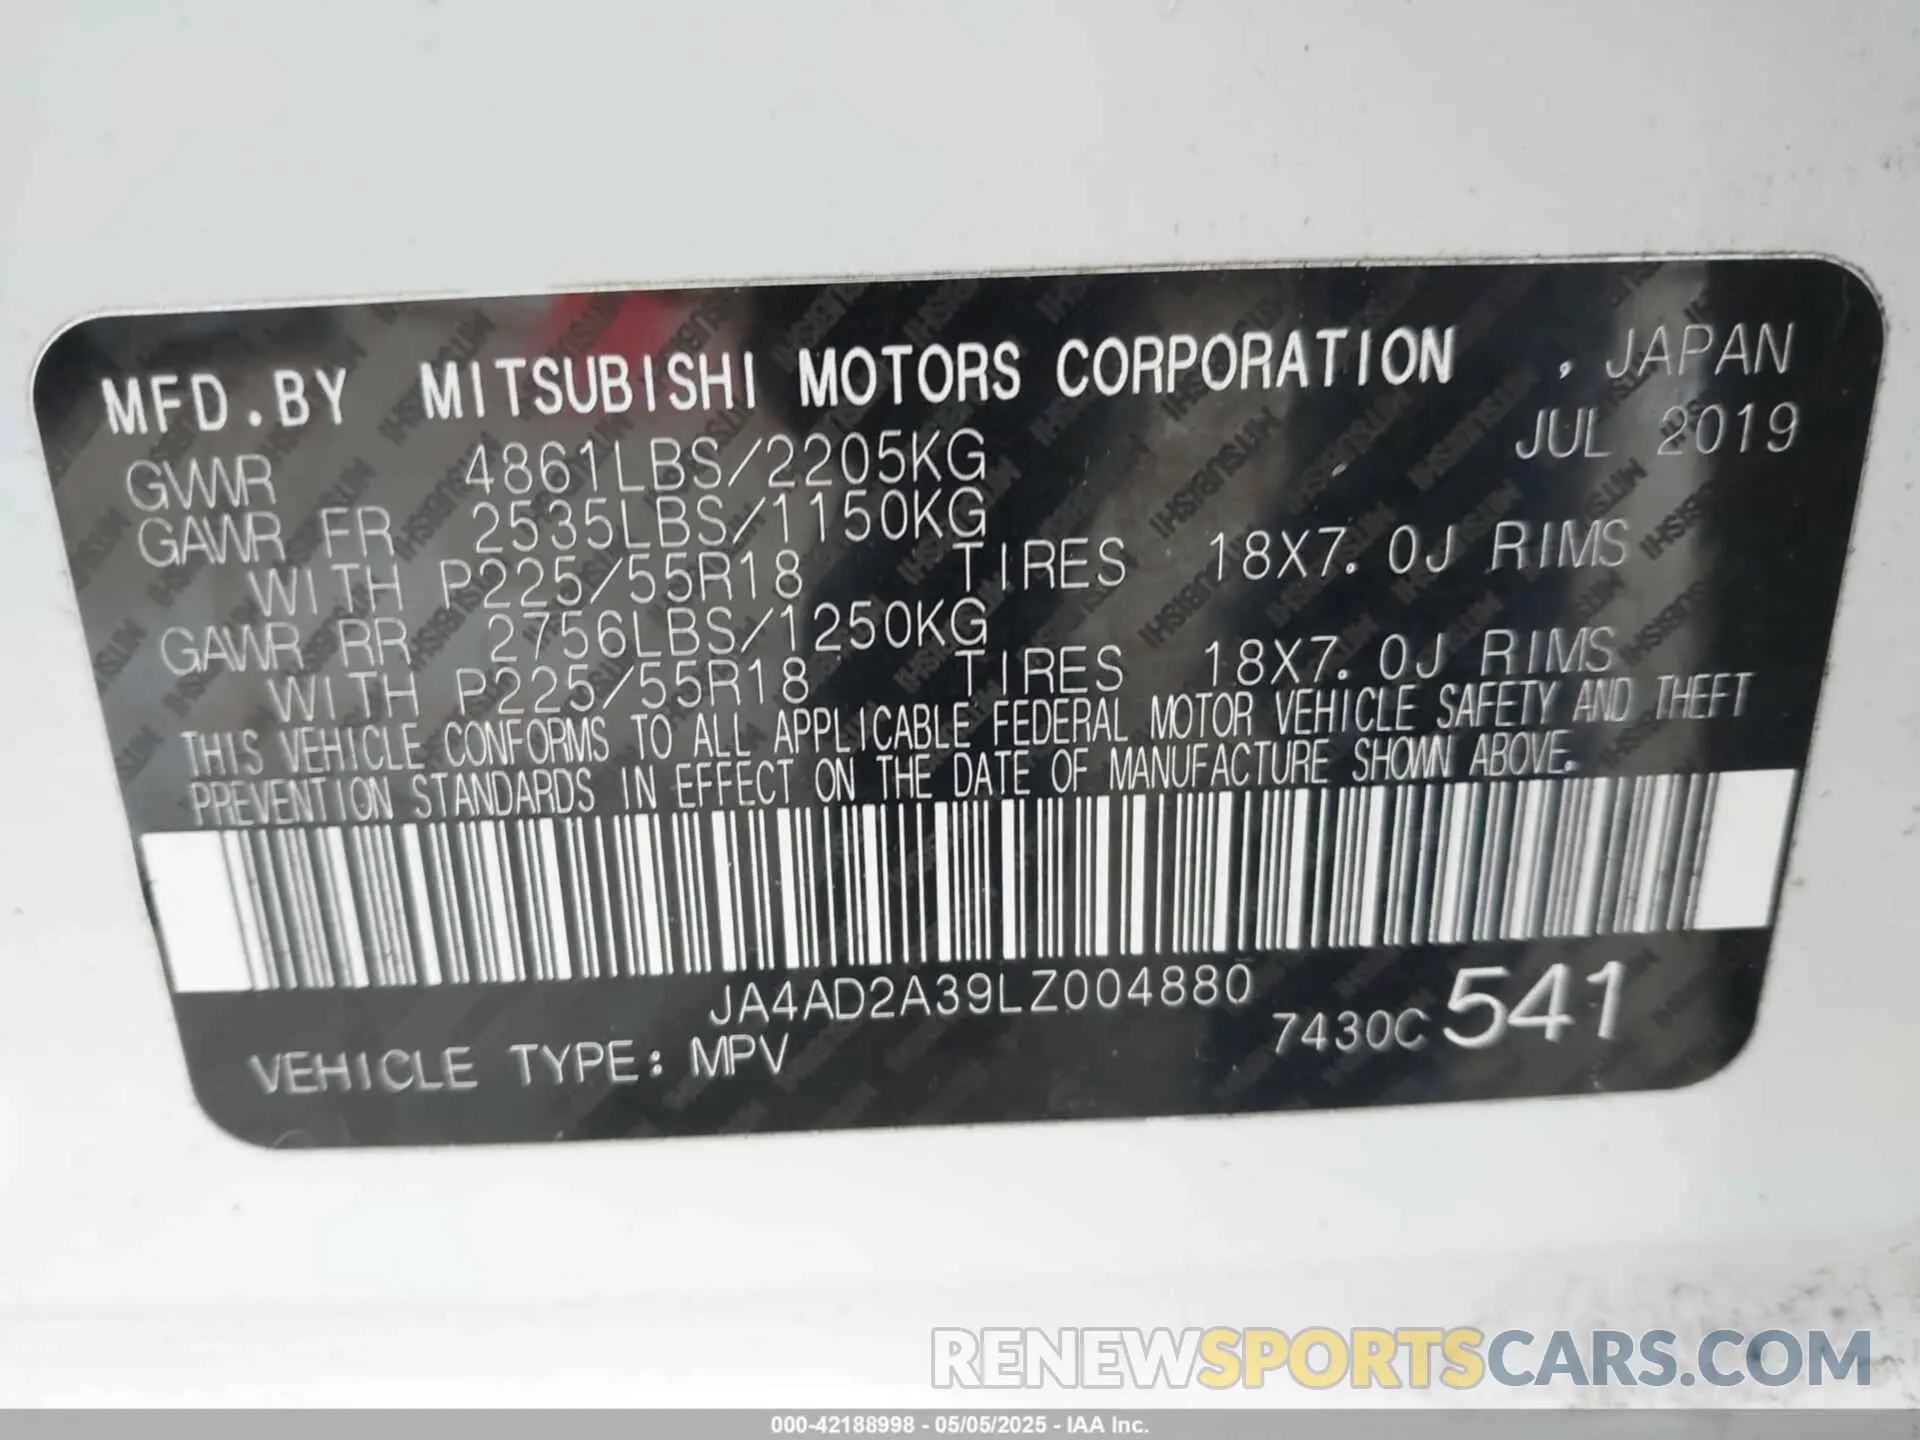 MFD.BY MITSUBISHI MOTORS CORPORATION , JAPAN
GVWR 4861LBS/2205KG JUL 2019
GAWR FR 2535LBS/1150KG
WITH P225/55R18 TIRES 18X7.0J RIMS
GAWR RR 2756LBS/1250KG
WITH P225/55R18 TIRES 18X7.0J RIMS
THIS VEHICLE CONFORMS TO ALL APPLICABLE FEDERAL MOTOR VEHICLE SAFETY AND THEFT
PREVENTION STANDARDS IN EFFECT ON THE DATE OF MANUFACTURE SHOWN ABOVE.
JA4AD2A39LZ004880
7430C 541
VEHICLE TYPE: MPV
RENEWSPORTSCARS.COM
000-42188998 - 05/05/2025 - IAA Inc.